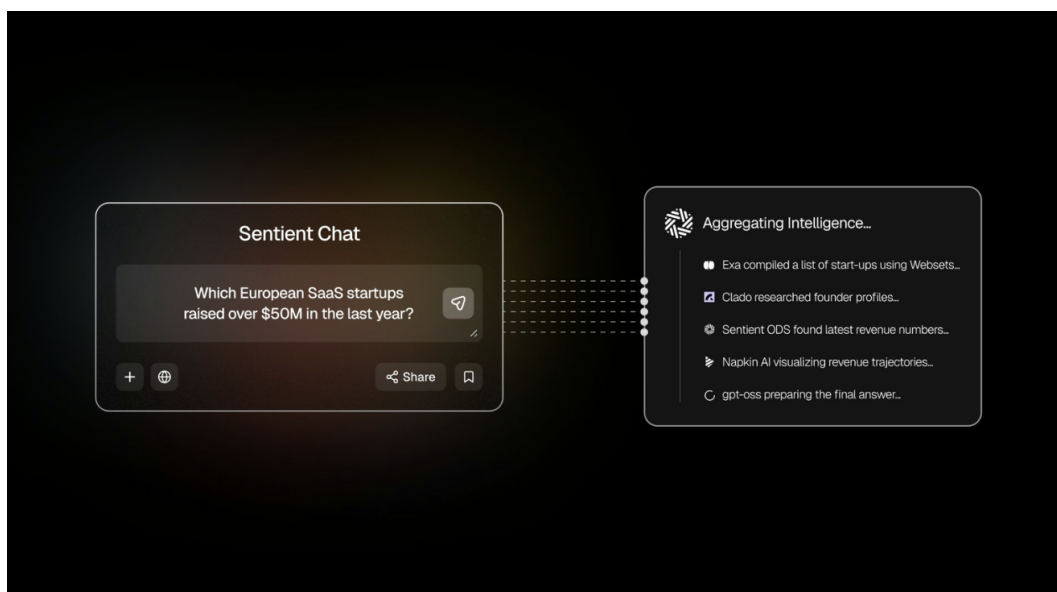 Sentient Chat
Which European SaaS startups
raised over $50M in the last year?
Share
Aggregating Intelligence...
Exa compiled a list of start-ups using Websets...
Clado researched founder profiles...
Sentient ODS found latest revenue numbers...
Napkin AI visualizing revenue trajectories...
gpt-oss preparing the final answer...